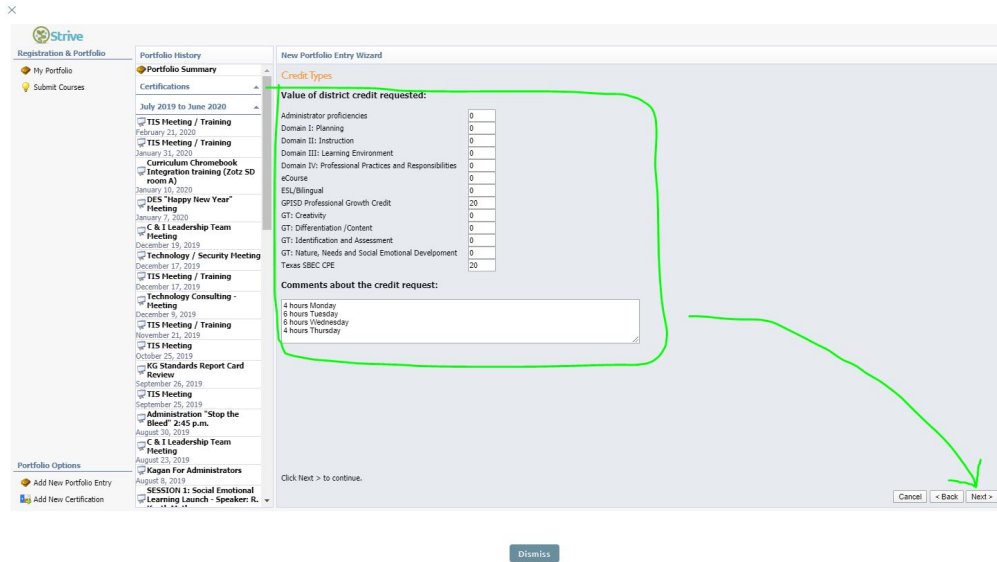 Strive
Registration & Portfolio
My Portfolio
Submit Courses
Portfolio Options
Add New Portfolio Entry
Add New Certification
Portfolio History
Portfolio Summary
Certifications
July 2019 to June 2020
TIS Meeting / Training
February 21, 2020
TIS Meeting / Training
January 31, 2020
Curriculum Chromebook
Integration training (Zotz SD
room A)
January 10, 2020
DES "Happy New Year"
Meeting
January 7, 2020
C & I Leadership Team
Meeting
December 19, 2019
Technology / Security Meeting
December 17, 2019
TIS Meeting / Training
December 17, 2019
Technology Consulting -
Meeting
December 9, 2019
TIS Meeting / Training
November 21, 2019
TIS Meeting
October 25, 2019
KG Standards Report Card
Review
September 26, 2019
TIS Meeting
September 25, 2019
Administration "Stop the
Bleed" 2:45 p.m.
August 30, 2019
C & I Leadership Team
Meeting
August 23, 2019
Kagan For Administrators
August 8, 2019
SESSION 1: Social Emotional
Learning Launch - Speaker: R.
New Portfolio Entry Wizard
Credit Types
Value of district credit requested:
Administrator proficiencies 0
Domain I: Planning 0
Domain II: Instruction 0
Domain III: Learning Environment 0
Domain IV: Professional Practices and Responsibilities 0
eCourse 0
ESL/Bilingual 0
GPISD Professional Growth Credit 20
GT: Creativity 0
GT: Differentiation /Content 0
GT: Identification and Assessment 0
GT: Nature, Needs and Social Emotional Develpoment 0
Texas SBEC CPE 20
Comments about the credit request:
4 hours Monday
6 hours Tuesday
6 hours Wednesday
4 hours Thursday
Click Next > to continue.
Cancel < Back Next >
Dismiss